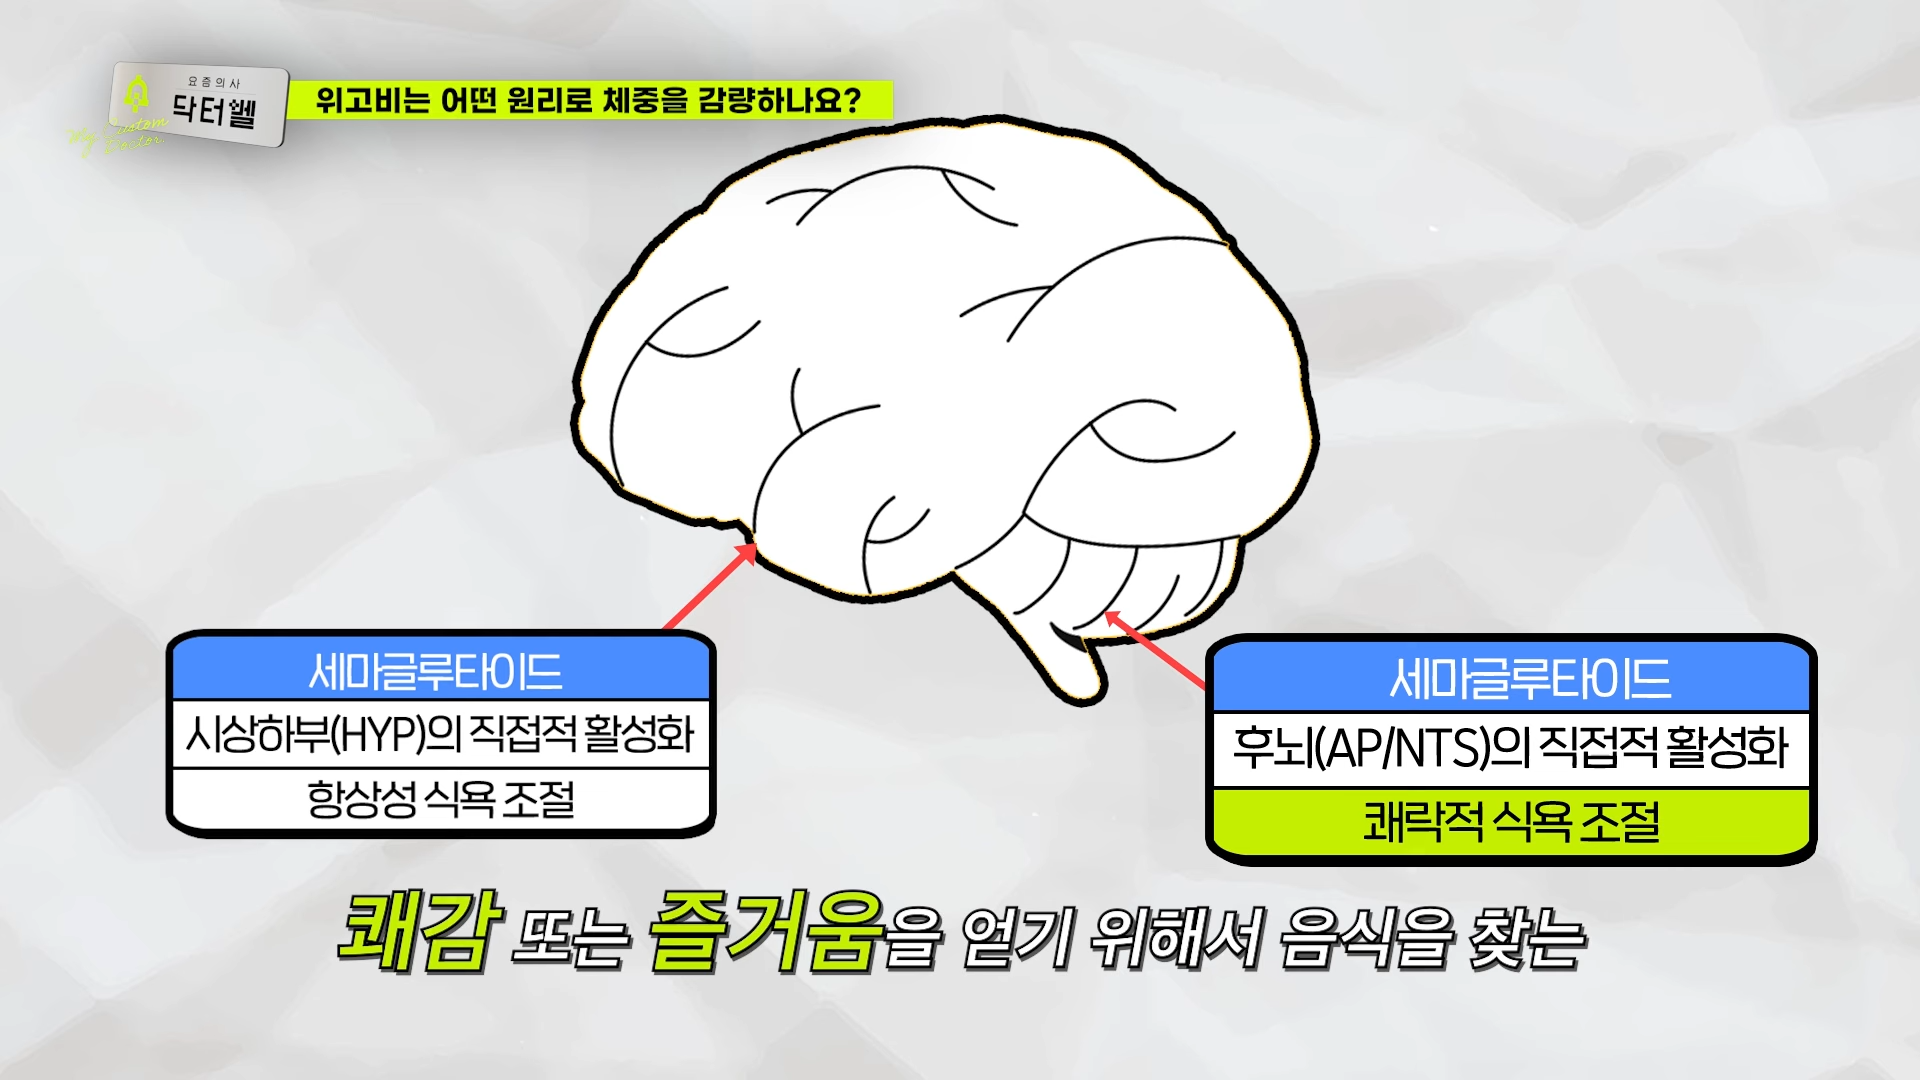 요즘의사
닥터벨
My Custom
Doctor
위고비는 어떤 원리로 체중을 감량하나요?
세마글루타이드
시상하부(HYP)의 직접적 활성화
항상성 식욕 조절
세마글루타이드
후뇌(AP/NTS)의 직접적 활성화
쾌락적 식욕 조절
쾌감 또는 즐거움을 얻기 위해서 음식을 찾는